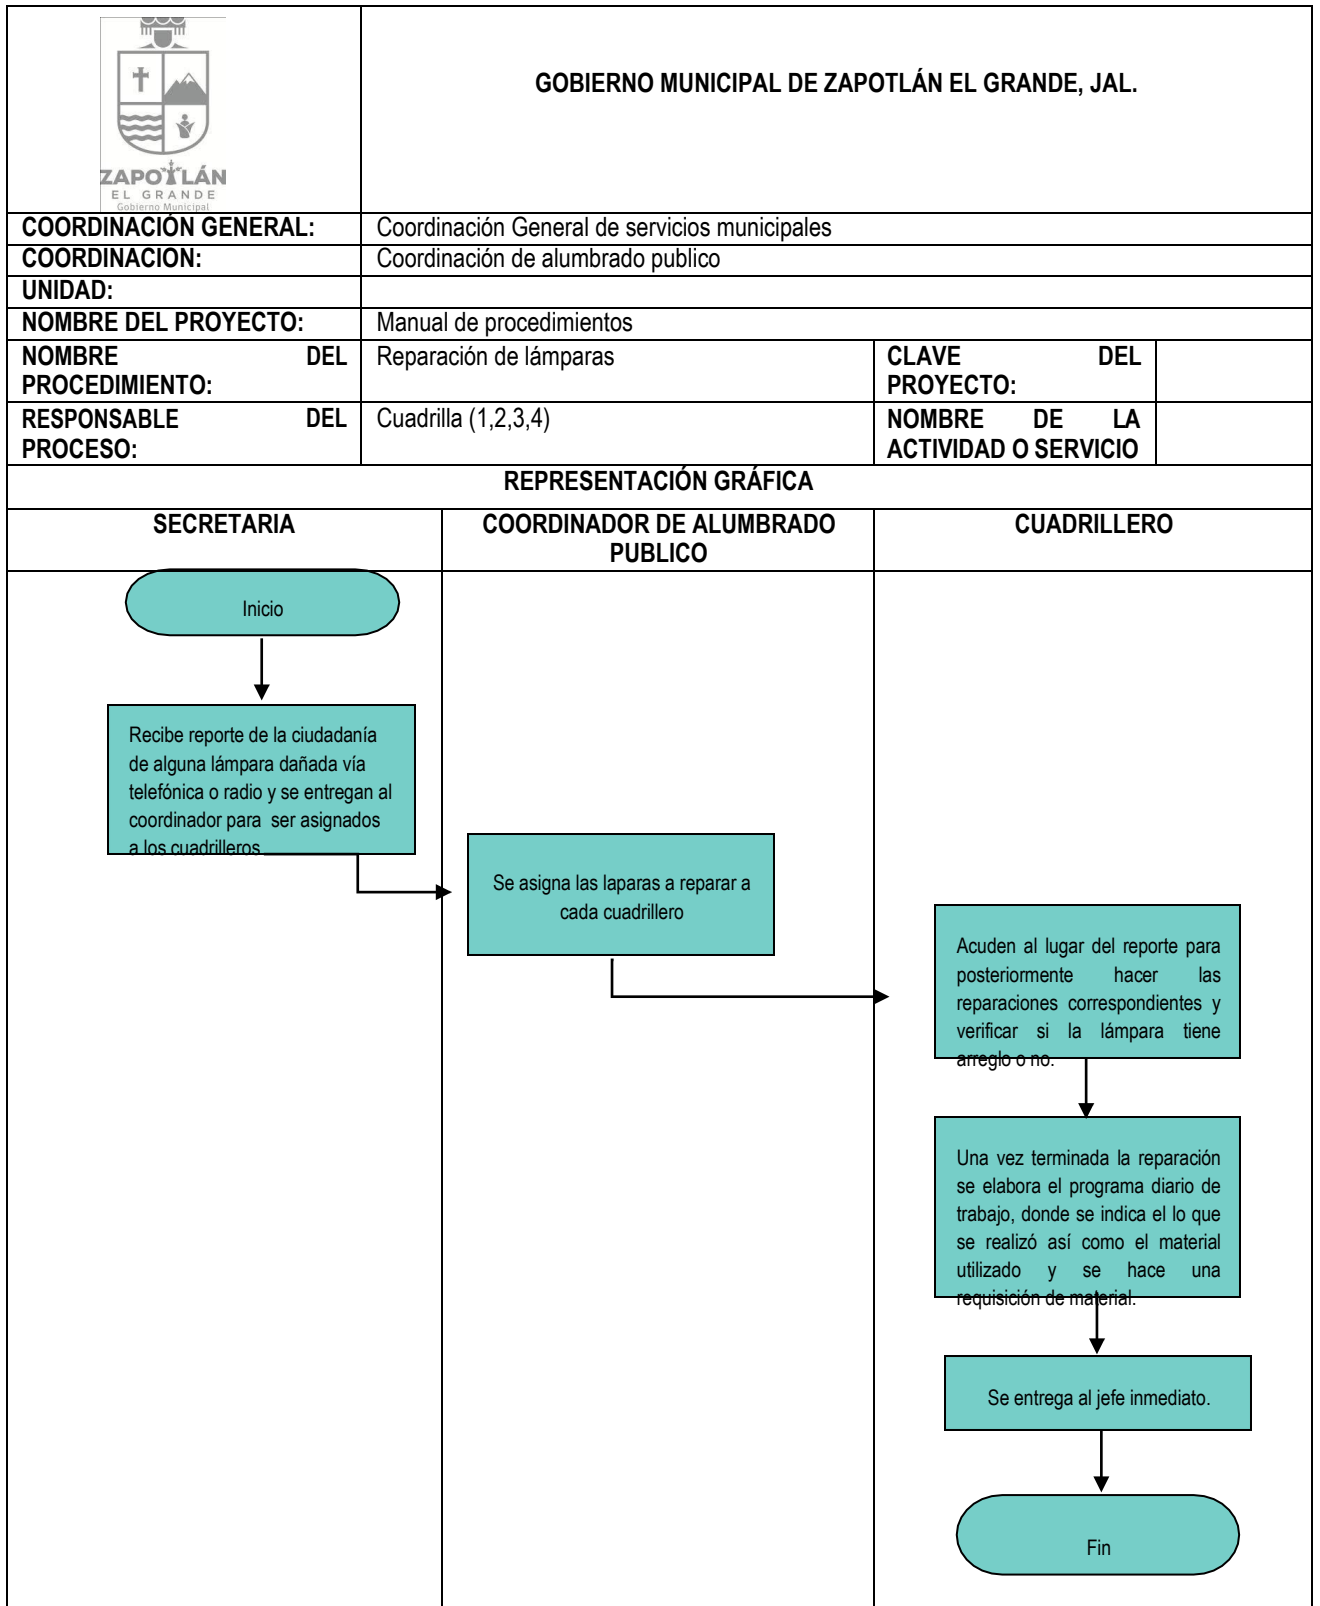 ZAPOTLÁN
EL GRANDE
Gobierno Municipal
GOBIERNO MUNICIPAL DE ZAPOTLÁN EL GRANDE, JAL.
COORDINACIÓN GENERAL:
Coordinación General de servicios municipales
COORDINACION:
Coordinación de alumbrado publico
UNIDAD:
NOMBRE DEL PROYECTO:
Manual de procedimientos
NOMBRE DEL
PROCEDIMIENTO:
Reparación de lámparas
CLAVE DEL
PROYECTO:
RESPONSABLE DEL
PROCESO:
Cuadrilla (1,2,3,4)
NOMBRE DE LA
ACTIVIDAD O SERVICIO
REPRESENTACIÓN GRÁFICA
SECRETARIA
COORDINADOR DE ALUMBRADO
PUBLICO
CUADRILLERO
Inicio
Recibe reporte de la ciudadanía
de alguna lámpara dañada vía
telefónica o radio y se entregan al
coordinador para ser asignados
a los cuadrilleros
Se asigna las laparas a reparar a
cada cuadrillero
Acuden al lugar del reporte para
posteriormente hacer las
reparaciones correspondientes y
verificar si la lámpara tiene
arreglo o no.
Una vez terminada la reparación
se elabora el programa diario de
trabajo, donde se indica el lo que
se realizó así como el material
utilizado y se hace una
requisición de material.
Se entrega al jefe inmediato.
Fin